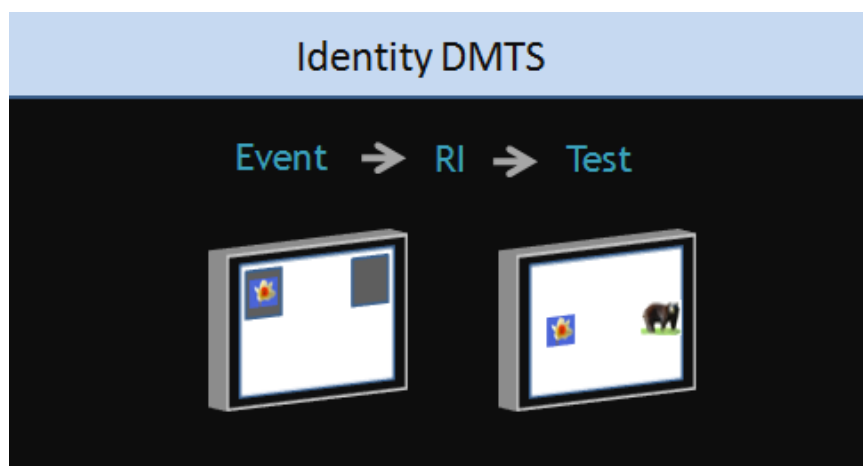 Identity DMTS
Event → RI → Test